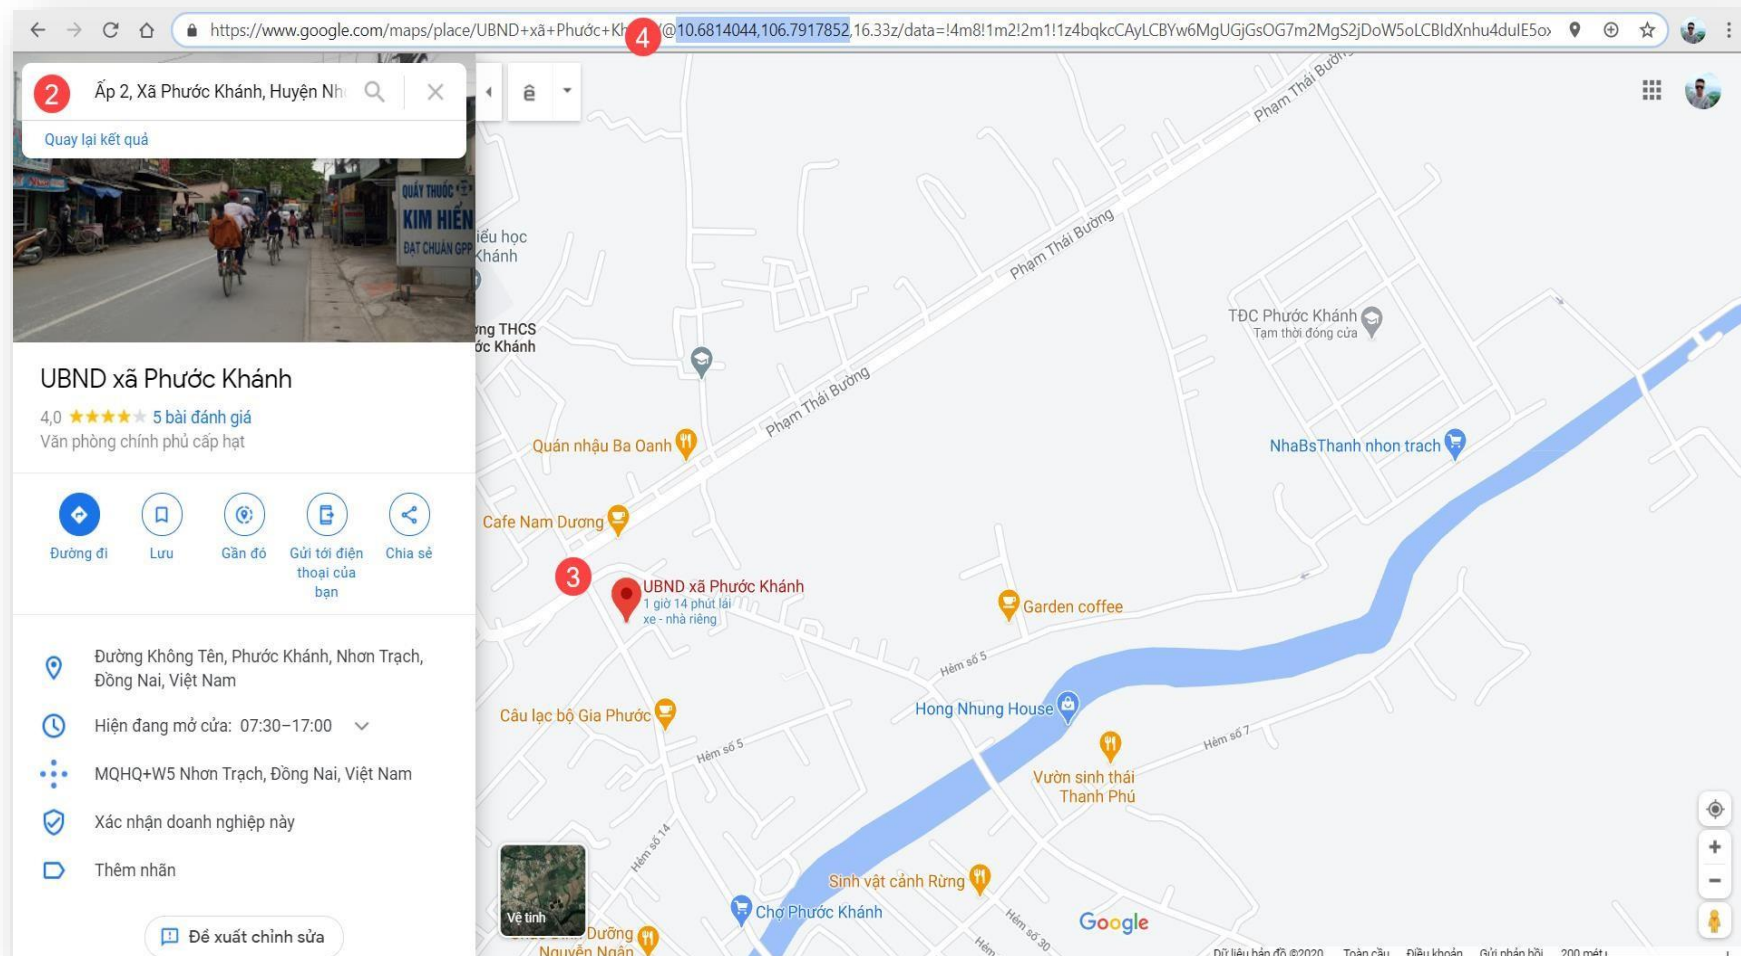 https://www.google.com/maps/place/UBND+xã+Phước+Kh
4
/@10.6814044,106.7917852,16.33z/data=!4m8!1m2!2m1!1z4bqkcCAyLCBYw6MgUGjGsOG7m2MgS2jDoW5oLCBIdXnhu4duIE5ox
2
Ấp 2, Xã Phước Khánh, Huyện Nh
Quay lại kết quả
ê
QUẦY THUỐC
KIM HIẾN
ĐẠT CHUẨN GPP
UBND xã Phước Khánh
4,0
5 bài đánh giá
Văn phòng chính phủ cấp hạt
Đường đi
Lưu
Gần đó
Gửi tới điện thoại của bạn
Chia sẻ
Đường Không Tên, Phước Khánh, Nhơn Trạch,
Đồng Nai, Việt Nam
Hiện đang mở cửa: 07:30–17:00
MQHQ+W5 Nhơn Trạch, Đồng Nai, Việt Nam
Xác nhận doanh nghiệp này
Thêm nhãn
Đề xuất chỉnh sửa
Phạm Thái Bường
Phạm Thái Bường
Phạm Thái Bường
iểu học
Khánh
ng THCS
ớc Khánh
TĐC Phước Khánh
Tạm thời đóng cửa
Quán nhậu Ba Oanh
NhaBsThanh nhon trach
Cafe Nam Dương
3
UBND xã Phước Khánh
1 giờ 14 phút lái
xe - nhà riêng
Garden coffee
Hẻm số 5
Câu lạc bộ Gia Phước
Hong Nhung House
Hẻm số 5
Hẻm số 7
Vườn sinh thái
Thanh Phú
Hẻm số 14
Sinh vật cảnh Rừng
Vệ tinh
Chợ Phước Khánh
Hẻm số 30
Hẻm
Google
Dưỡng
Nguyễn Ngân
Dữ liệu bản đồ ©2020
Toàn cầu
Điều khoản
Gửi phản hồi
200 mét